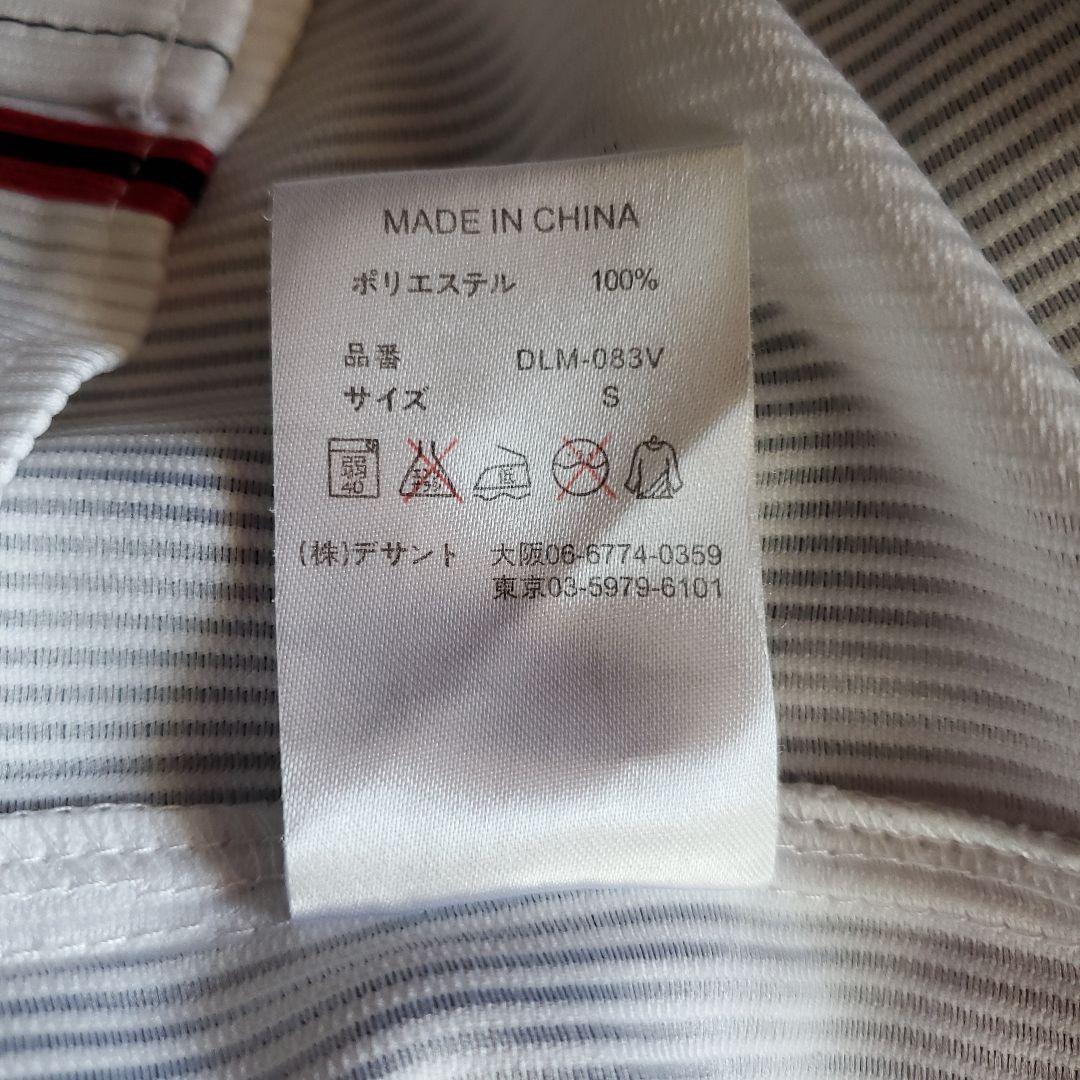 MADE IN CHINA
ポリエステル 100%
品番 DLM-083V
サイズ S
弱 40
(株)デサント 大阪06-6774-0359
東京03-5979-6101